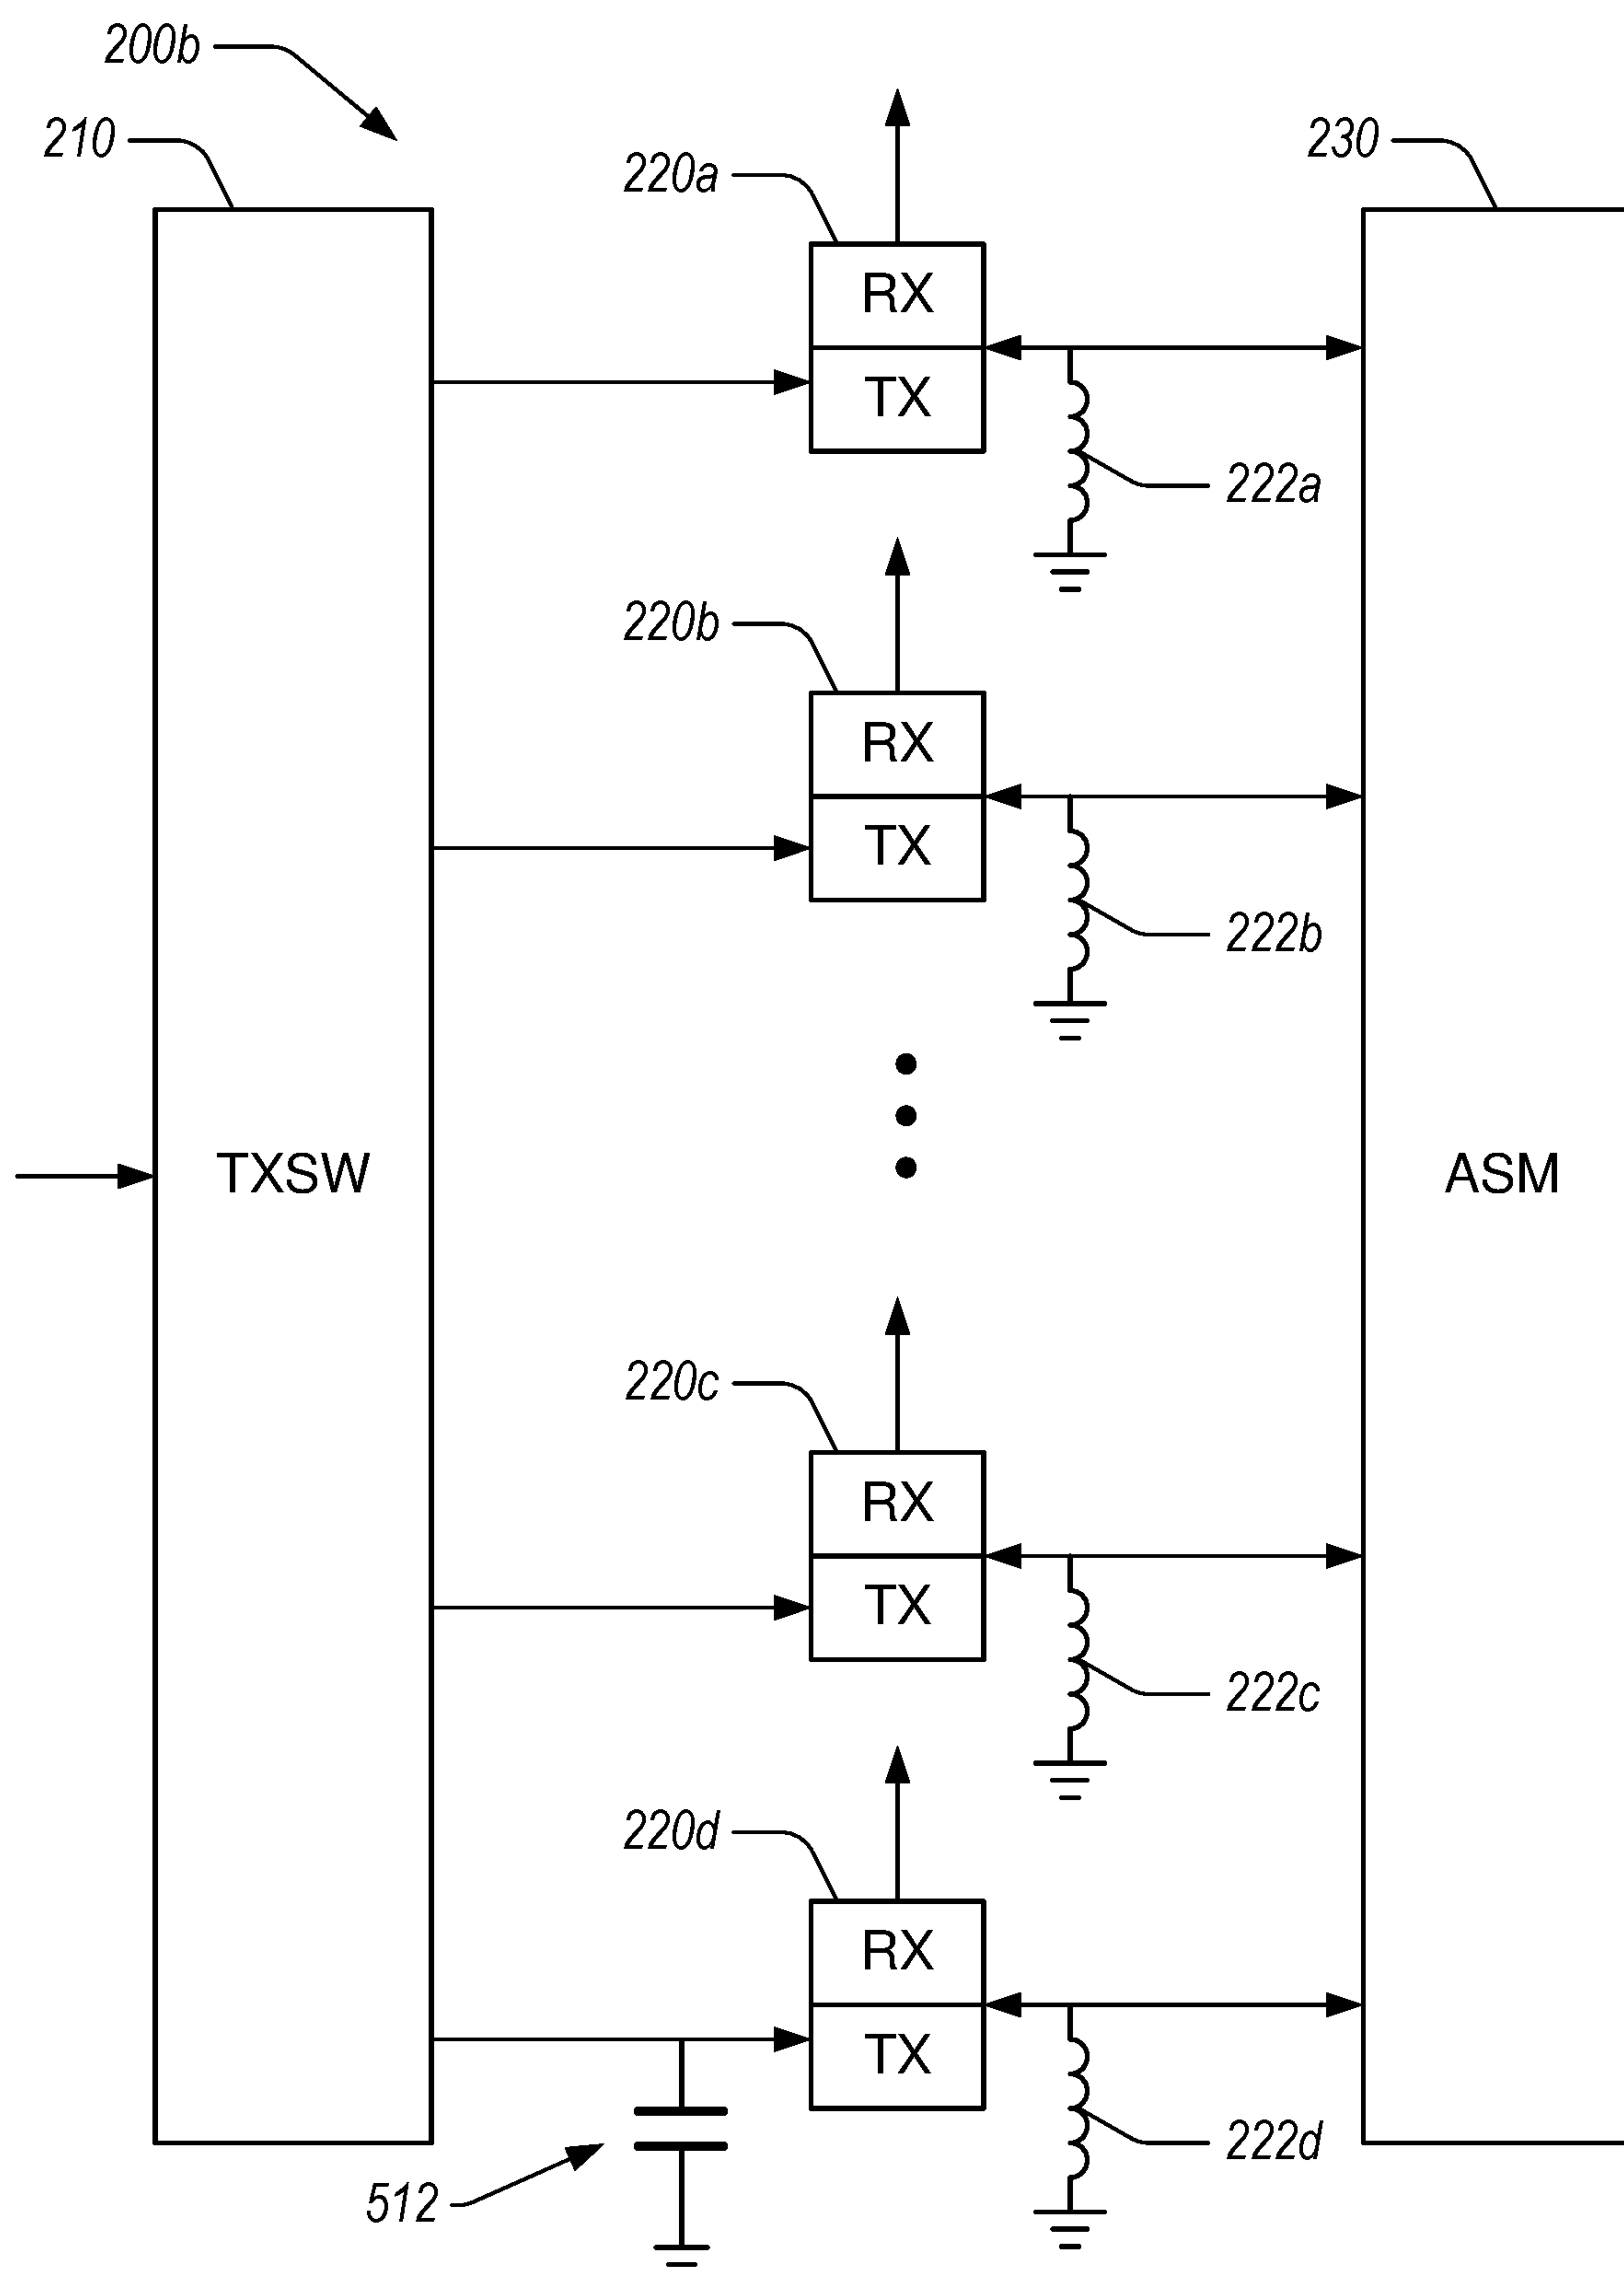 200b
210
220a
230
RX
TX
222a
220b
RX
TX
222b
TXSW
ASM
220c
RX
TX
222c
220d
RX
TX
222d
512